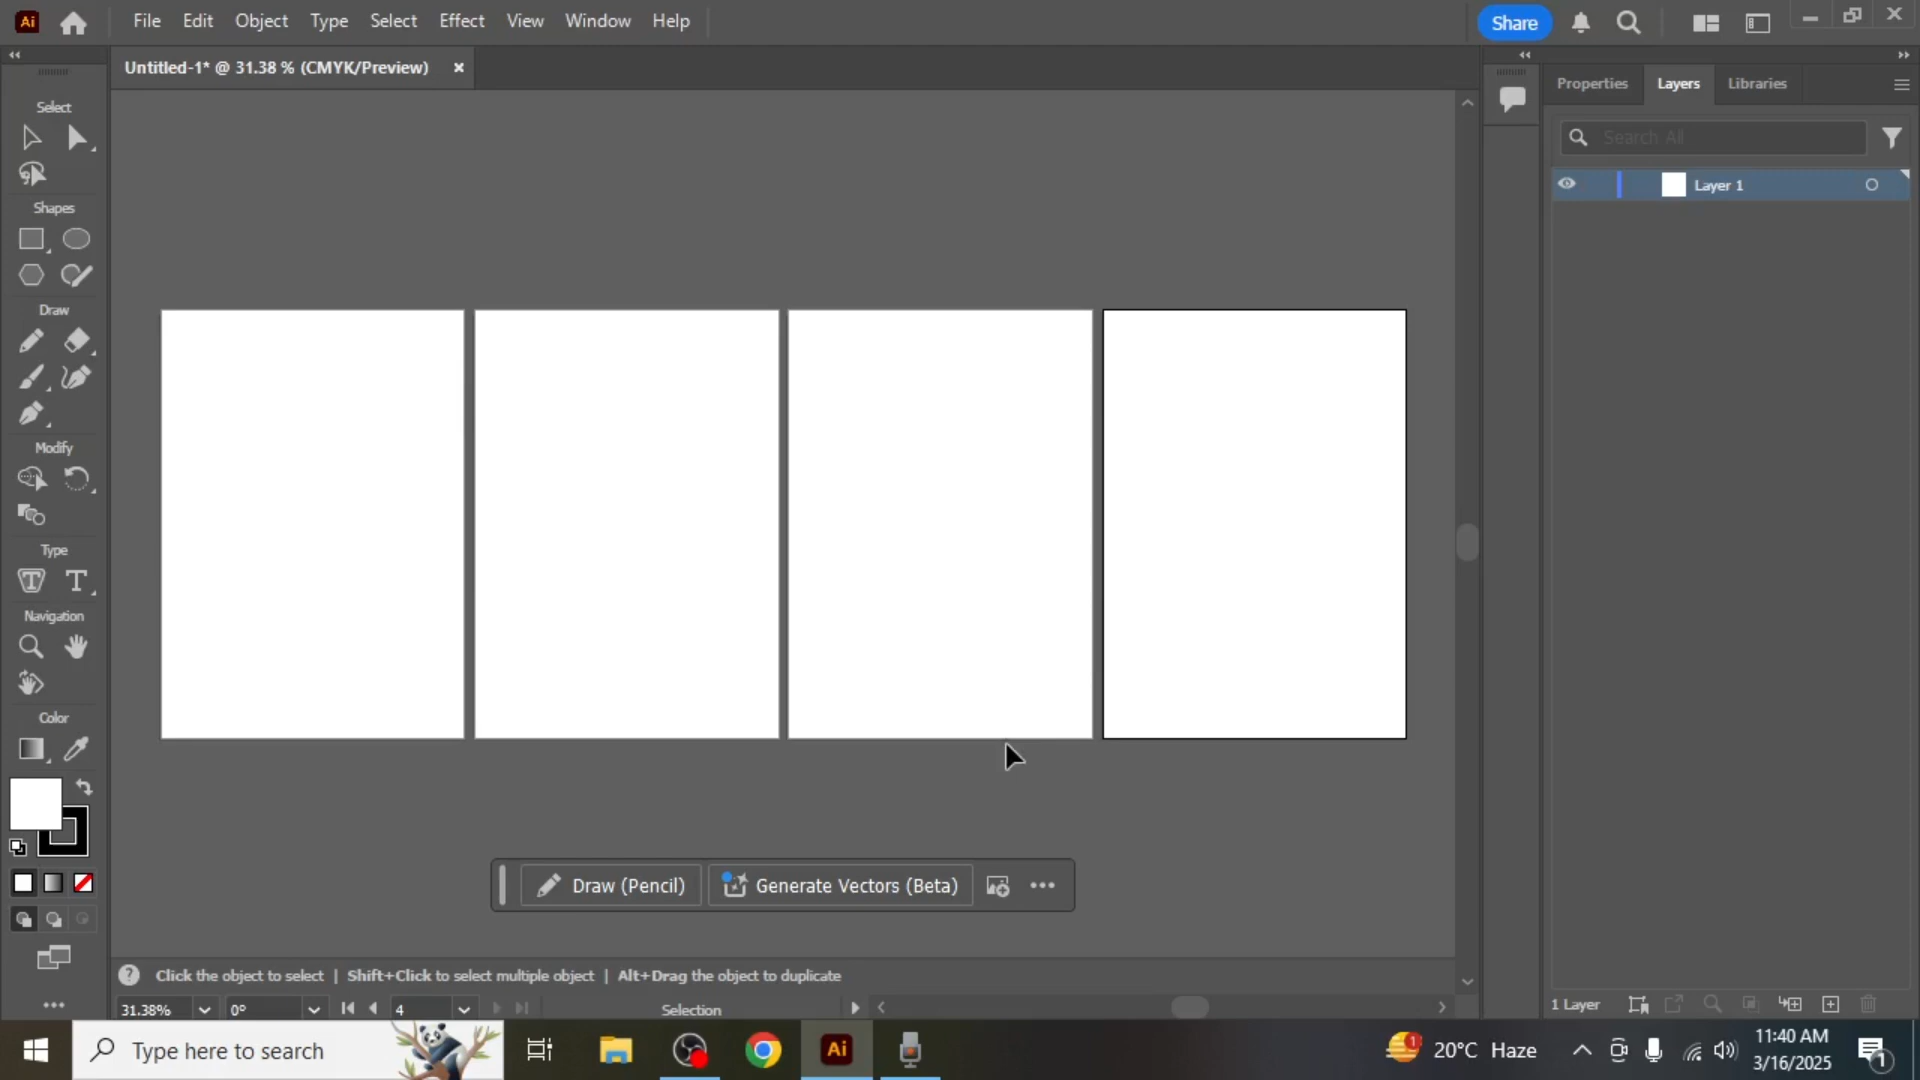 Ai File Edit Object Type Select Effect View Window Help Share
Untitled-1* @ 31.38 % (CMYK/Preview) ×
Properties Layers Libraries
Select
Search All
Layer 1
Shapes
Draw
Modify
Type
Navigation
Color
Draw (Pencil) Generate Vectors (Beta)
? Click the object to select | Shift+Click to select multiple object | Alt+Drag the object to duplicate
31.38% 0° 4 Selection
1 Layer
Type here to search
Ai
1
20°C Haze
11:40 AM
3/16/2025
1